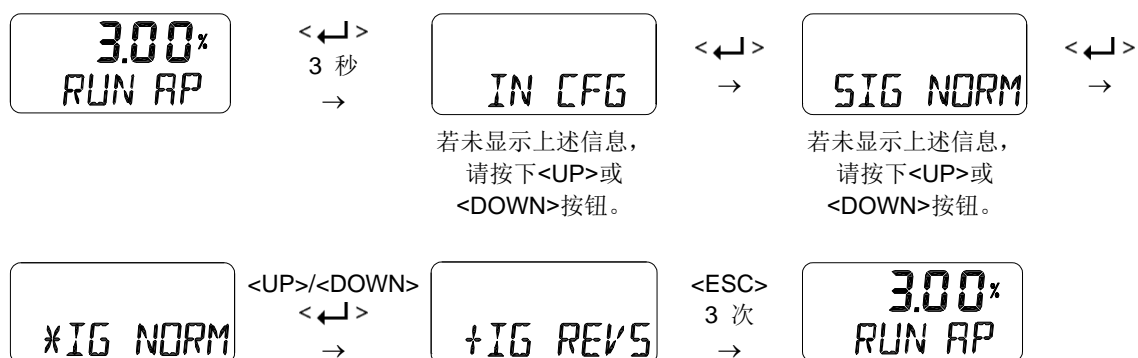 3.00%
RUN AP
<↵>
3 秒
→
IN CFG
若未显示上述信息，
请按下<UP>或
<DOWN>按钮。
<↵>
→
SIG NORM
若未显示上述信息，
请按下<UP>或
<DOWN>按钮。
<↵>
→
*IG NORM
<UP>/<DOWN>
<↵>
→
+IG REVS
<ESC>
3 次
→
3.00%
RUN AP